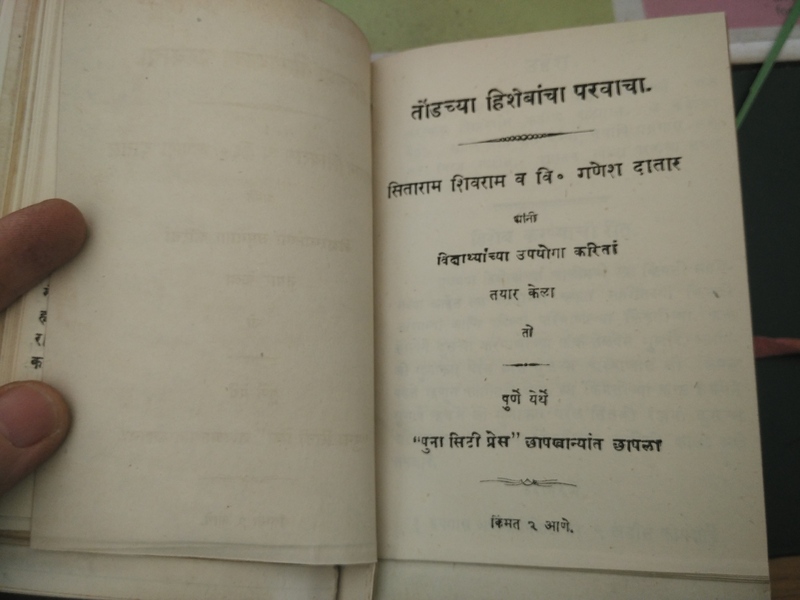 तोंडच्या हिशेबांचा परवाचा.
सिताराम शिवराम व वि० गणेश दातार
यांनी
विद्यार्थ्यांच्या उपयोगा करितां
तयार केला
तो
पुणें येथें
"पुना सिटी प्रेस" छापखान्यांत छापला
किंमत २ आणे.